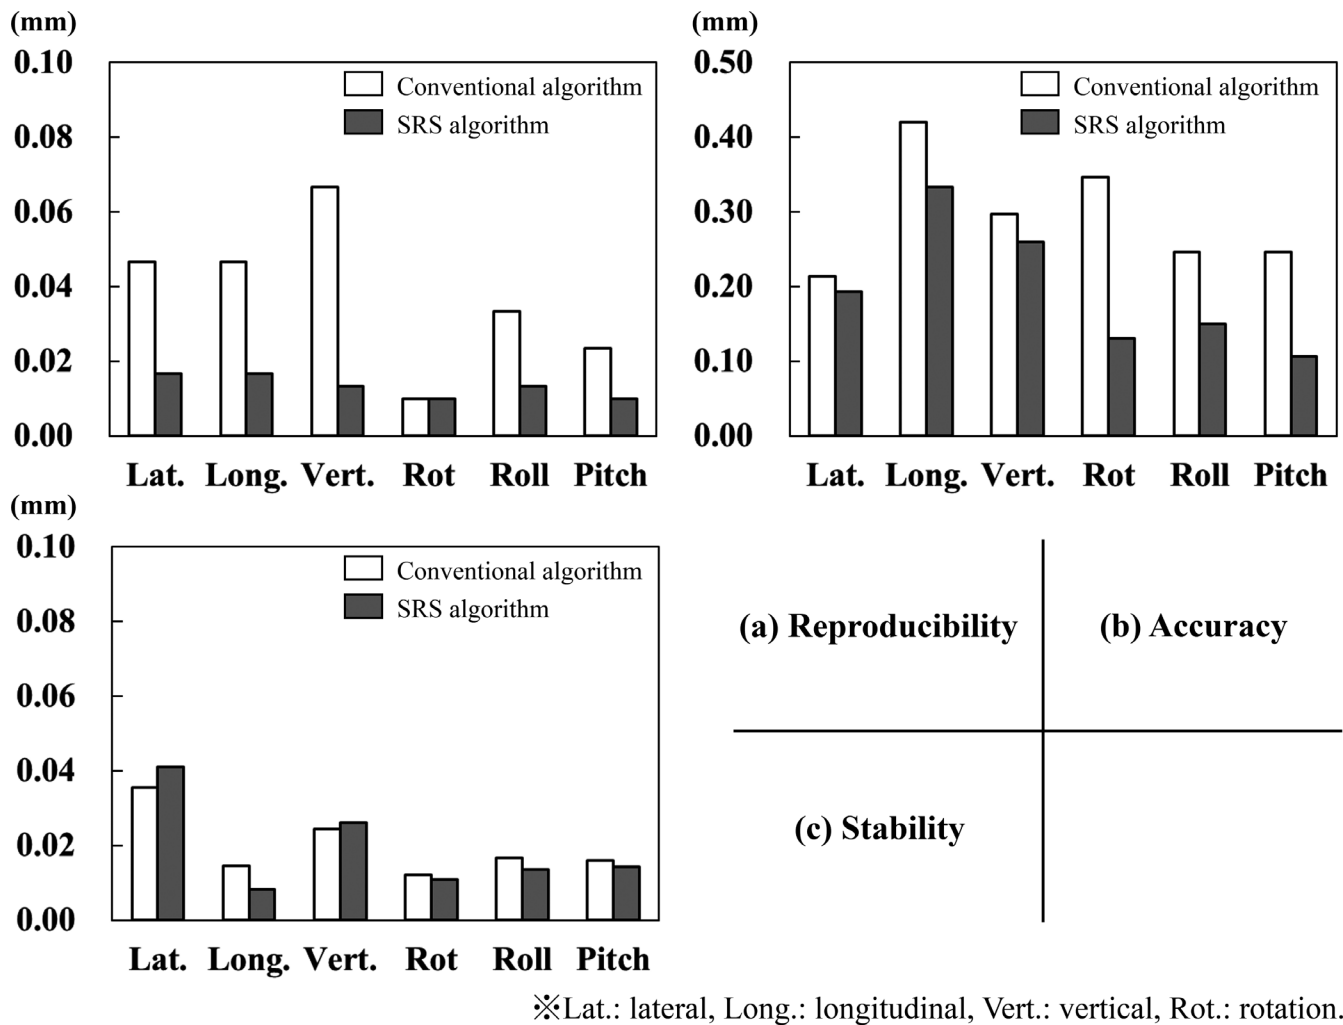 (mm)
0.10
0.08
0.06
0.04
0.02
0.00
Conventional algorithm
SRS algorithm
Lat. Long. Vert. Rot Roll Pitch
(mm)
0.50
0.40
0.30
0.20
0.10
0.00
Conventional algorithm
SRS algorithm
Lat. Long. Vert. Rot Roll Pitch
(mm)
0.10
0.08
0.06
0.04
0.02
0.00
Conventional algorithm
SRS algorithm
Lat. Long. Vert. Rot Roll Pitch
(a) Reproducibility
(b) Accuracy
(c) Stability
※Lat.: lateral, Long.: longitudinal, Vert.: vertical, Rot.: rotation.